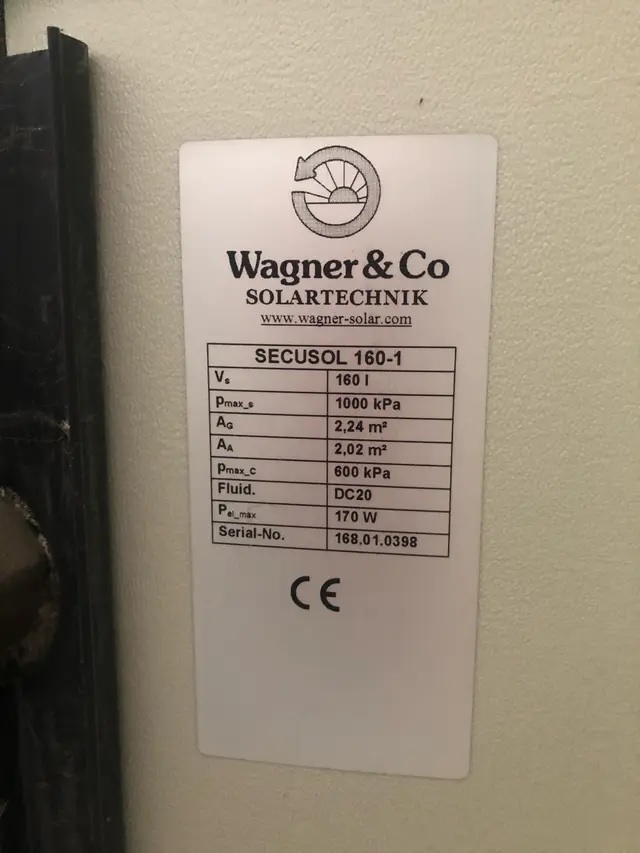 Wagner & Co
SOLARTECHNIK
www.wagner-solar.com
SECUSOL 160-1
Vs 160 l
pmax_s 1000 kPa
AG 2,24 m²
AA 2,02 m²
pmax_c 600 kPa
Fluid. DC20
Pel_max 170 W
Serial-No. 168.01.0398
CE